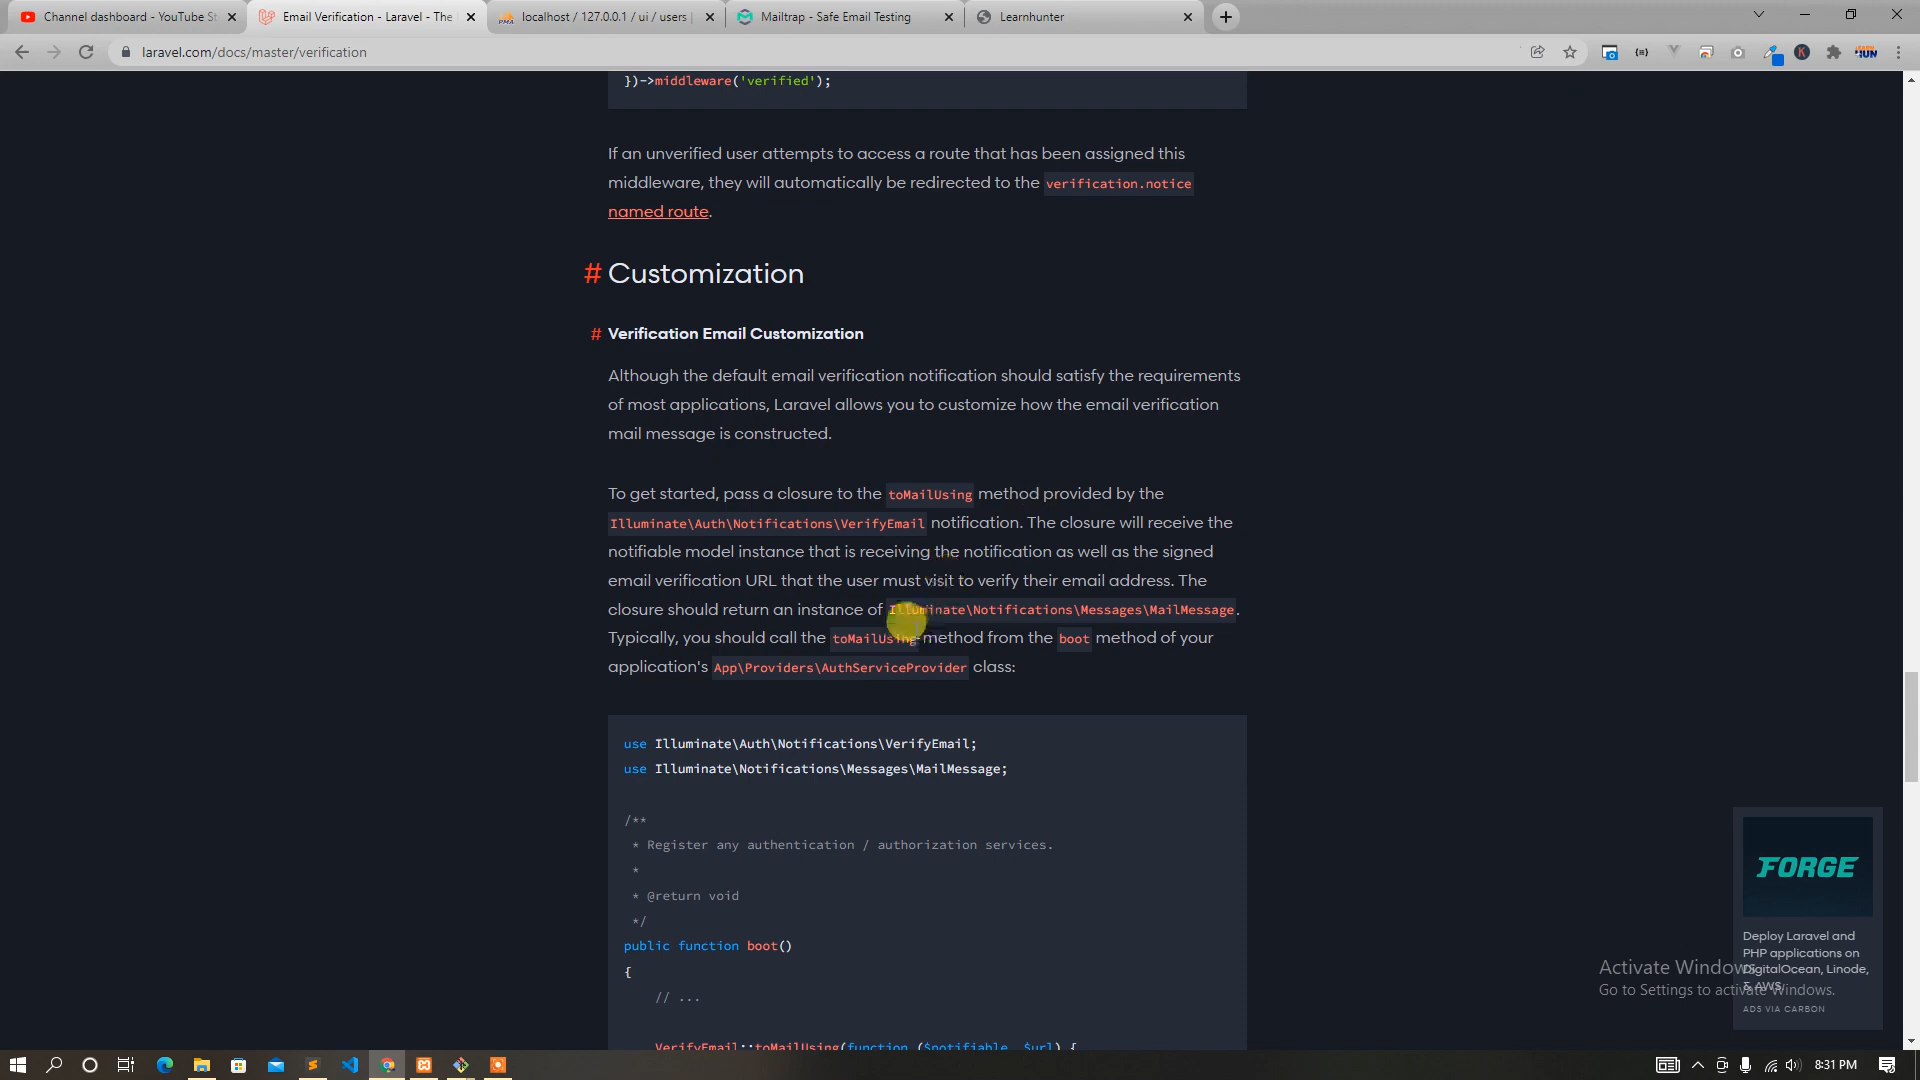 Channel dashboard - YouTube St
Email Verification - Laravel - The
localhost / 127.0.0.1 / ui / users
Mailtrap - Safe Email Testing
Learnhunter
laravel.com/docs/master/verification
})->middleware('verified');
If an unverified user attempts to access a route that has been assigned this
middleware, they will automatically be redirected to the verification.notice
named route.
# Customization
# Verification Email Customization
Although the default email verification notification should satisfy the requirements
of most applications, Laravel allows you to customize how the email verification
mail message is constructed.
To get started, pass a closure to the toMailUsing method provided by the
Illuminate\Auth\Notifications\VerifyEmail notification. The closure will receive the
notifiable model instance that is receiving the notification as well as the signed
email verification URL that the user must visit to verify their email address. The
closure should return an instance of Illuminate\Notifications\Messages\MailMessage.
Typically, you should call the toMailUsing method from the boot method of your
application's App\Providers\AuthServiceProvider class:
use Illuminate\Auth\Notifications\VerifyEmail;
use Illuminate\Notifications\Messages\MailMessage;
/**
* Register any authentication / authorization services.
*
* @return void
*/
public function boot()
{
// ...
VerifyEmail::toMailUsing(function ($notifiable, $url) {
FORGE
Deploy Laravel and
PHP applications on
DigitalOcean, Linode,
& AWS.
ADS VIA CARBON
Activate Windows
Go to Settings to activate Windows.
8:31 PM